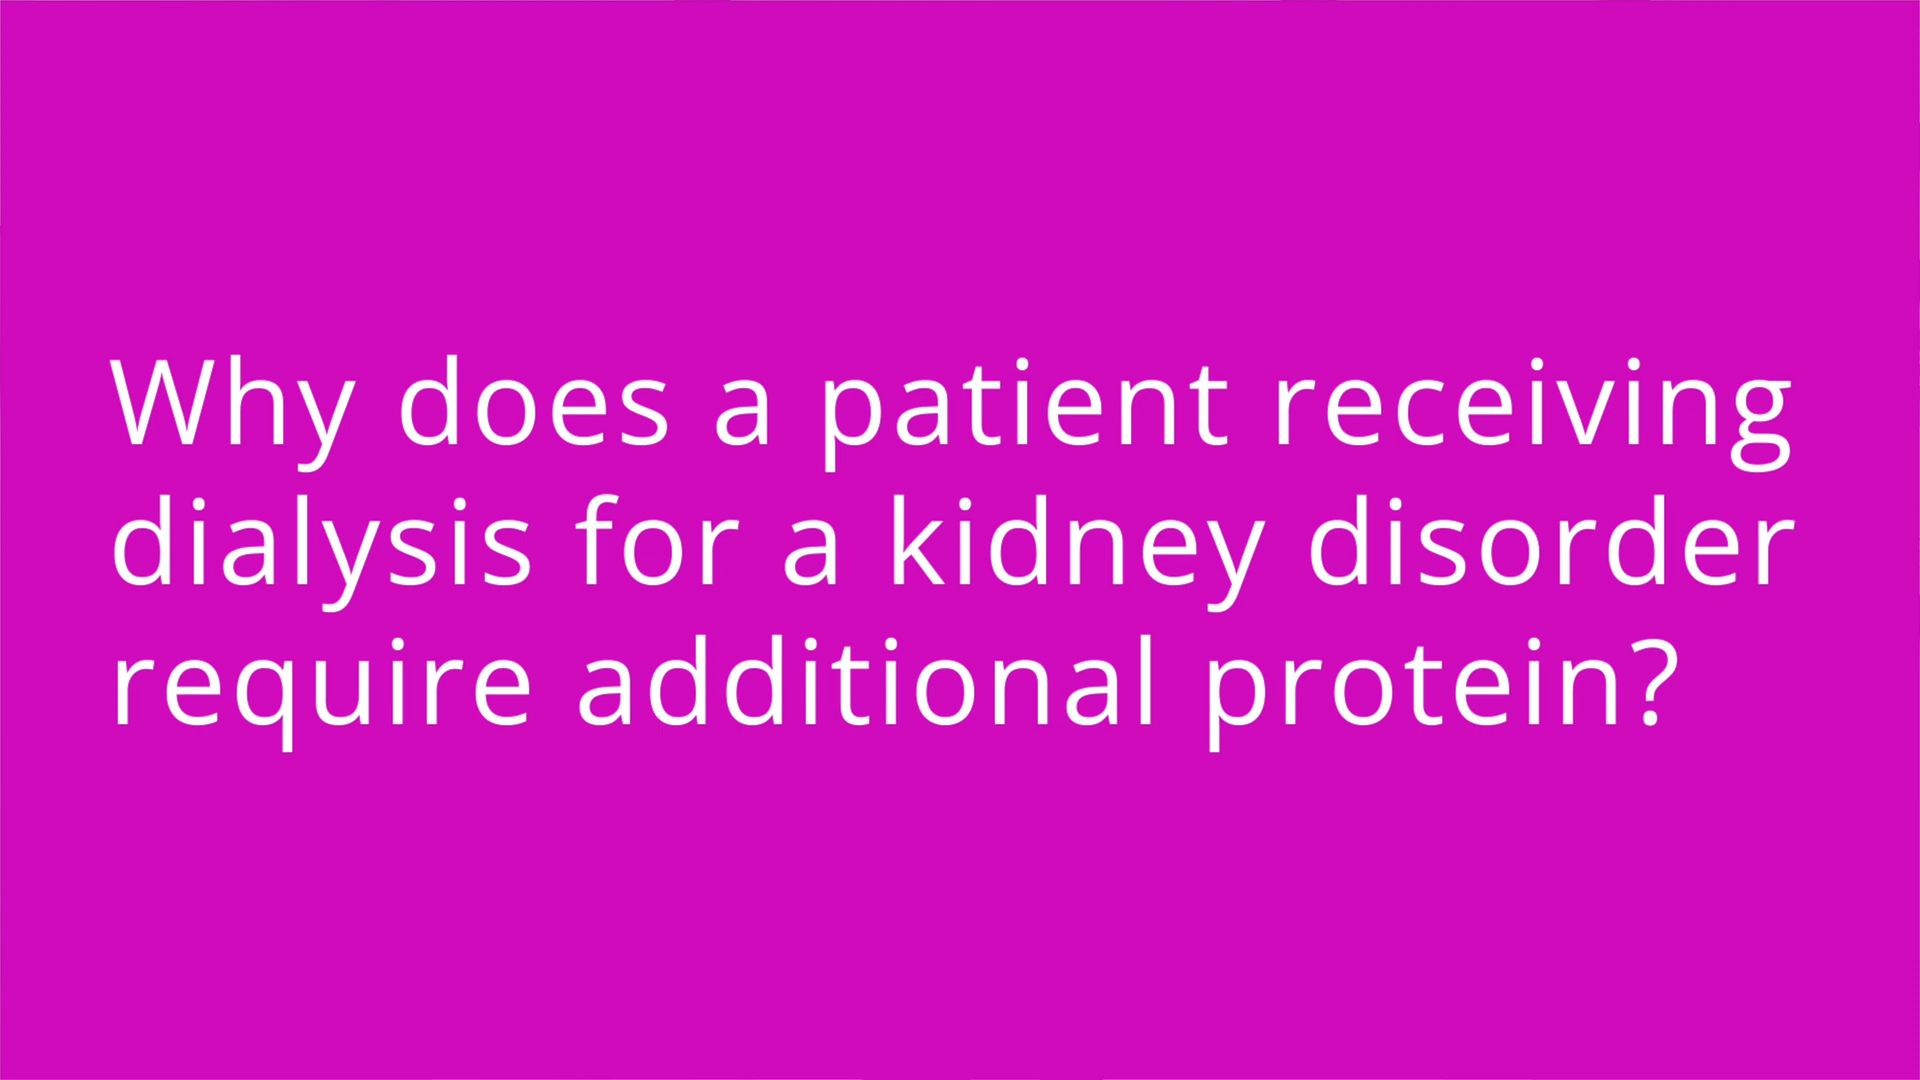 Why does a patient receiving
dialysis for a kidney disorder
require additional protein?